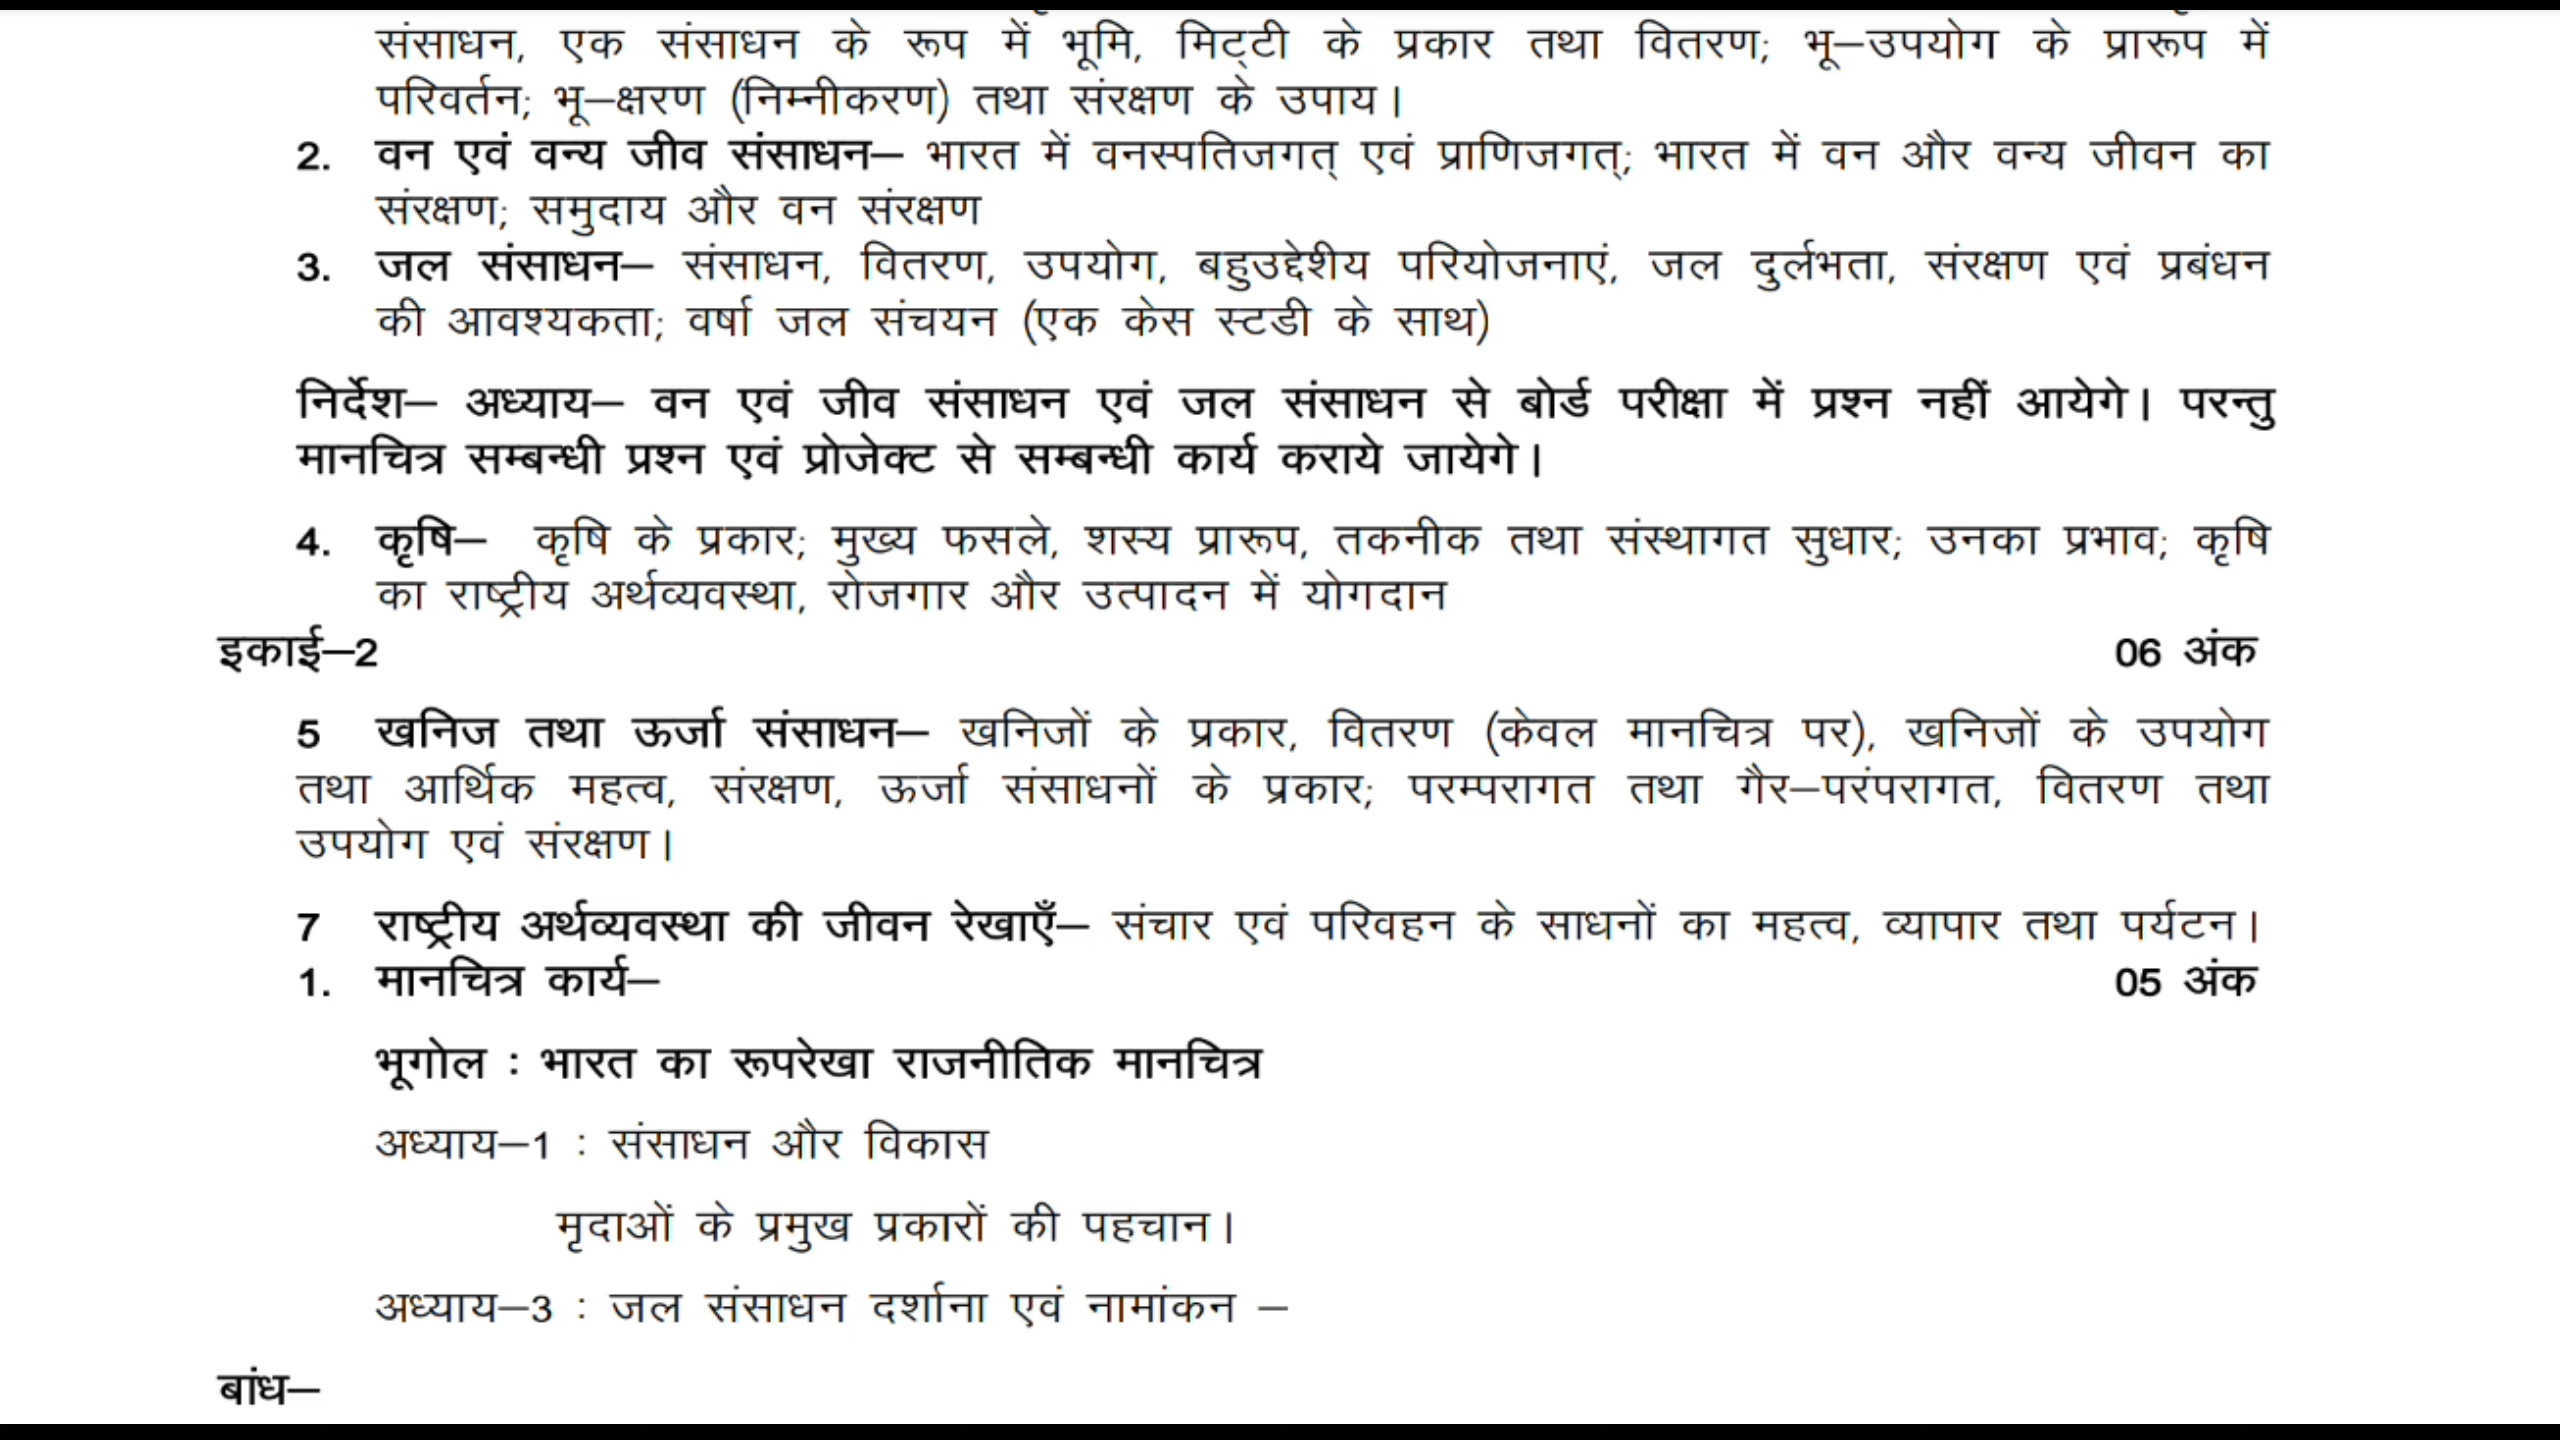 संसाधन, एक संसाधन के रूप में भूमि, मिट्टी के प्रकार तथा वितरण; भू–उपयोग के प्रारूप में
परिवर्तन; भू–क्षरण (निम्नीकरण) तथा संरक्षण के उपाय।
2. वन एवं वन्य जीव संसाधन– भारत में वनस्पतिजगत् एवं प्राणिजगत्; भारत में वन और वन्य जीवन का
संरक्षण; समुदाय और वन संरक्षण
3. जल संसाधन– संसाधन, वितरण, उपयोग, बहुउद्देशीय परियोजनाएं, जल दुर्लभता, संरक्षण एवं प्रबंधन
की आवश्यकता; वर्षा जल संचयन (एक केस स्टडी के साथ)
निर्देश– अध्याय– वन एवं जीव संसाधन एवं जल संसाधन से बोर्ड परीक्षा में प्रश्न नहीं आयेगे। परन्तु
मानचित्र सम्बन्धी प्रश्न एवं प्रोजेक्ट से सम्बन्धी कार्य कराये जायेगे।
4. कृषि– कृषि के प्रकार; मुख्य फसले, शस्य प्रारूप, तकनीक तथा संस्थागत सुधार; उनका प्रभाव; कृषि
का राष्ट्रीय अर्थव्यवस्था, रोजगार और उत्पादन में योगदान
इकाई–2 06 अंक
5 खनिज तथा ऊर्जा संसाधन– खनिजों के प्रकार, वितरण (केवल मानचित्र पर), खनिजों के उपयोग
तथा आर्थिक महत्व, संरक्षण, ऊर्जा संसाधनों के प्रकार; परम्परागत तथा गैर–परंपरागत, वितरण तथा
उपयोग एवं संरक्षण।
7 राष्ट्रीय अर्थव्यवस्था की जीवन रेखाएँ– संचार एवं परिवहन के साधनों का महत्व, व्यापार तथा पर्यटन।
1. मानचित्र कार्य– 05 अंक
भूगोल : भारत का रूपरेखा राजनीतिक मानचित्र
अध्याय–1 : संसाधन और विकास
मृदाओं के प्रमुख प्रकारों की पहचान।
अध्याय–3 : जल संसाधन दर्शाना एवं नामांकन –
बांध–